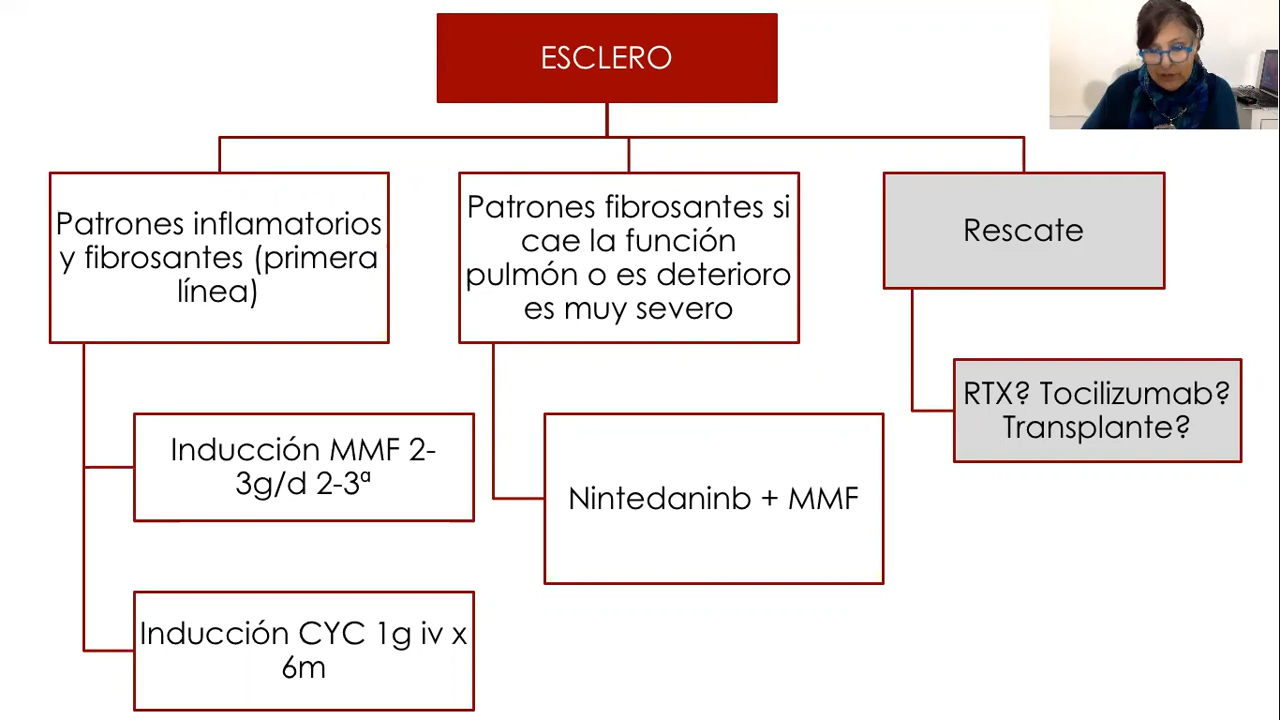 ESCLERO
Patrones inflamatorios
y fibrosantes (primera
línea)
Inducción MMF 2-
3g/d 2-3ª
Inducción CYC 1g iv x
6m
Patrones fibrosantes si
cae la función
pulmón o es deterioro
es muy severo
Nintedaninb + MMF
Rescate
RTX? Tocilizumab?
Transplante?